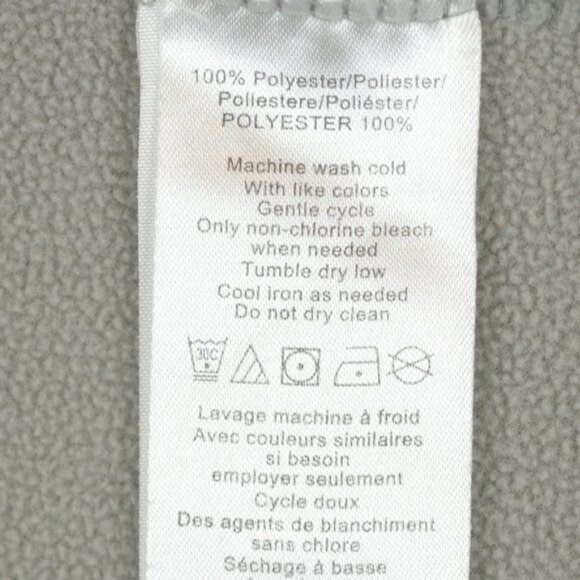 100% Polyester/Poliester/
Poliestere/Poliéster/
POLYESTER 100%
Machine wash cold
With like colors
Gentle cycle
Only non-chlorine bleach
when needed
Tumble dry low
Cool iron as needed
Do not dry clean
30C
Lavage machine à froid
Avec couleurs similaires
si besoin
employer seulement
Cycle doux
Des agents de blanchiment
sans chlore
Séchage à basse